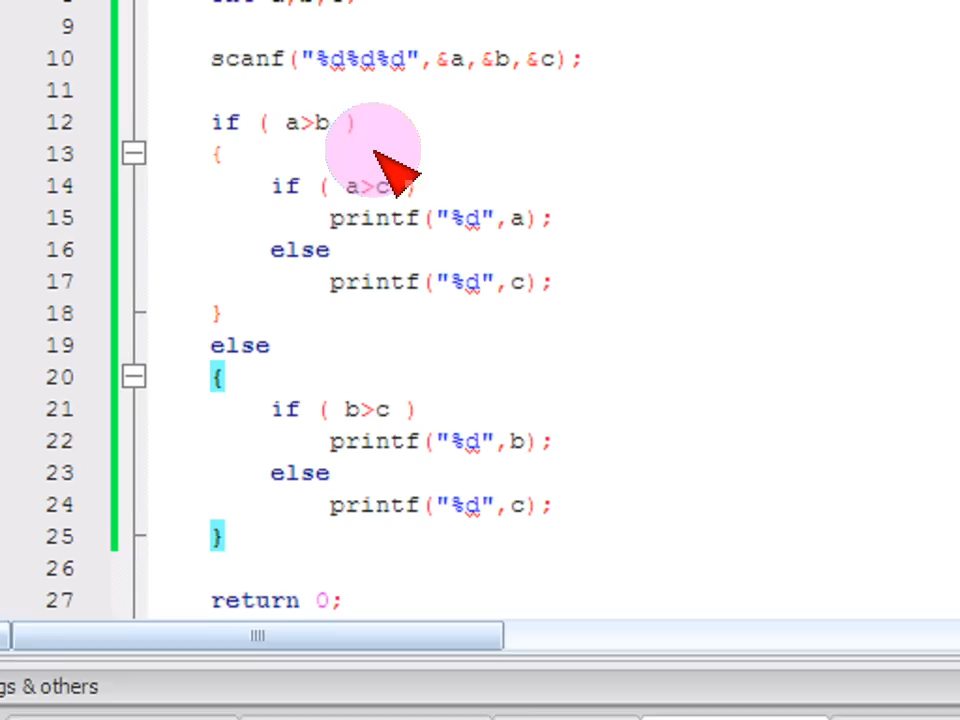 9
10 scanf("%d%d%d",&a,&b,&c);
11
12 if ( a>b )
13 {
14 if ( a>c )
15 printf("%d",a);
16 else
17 printf("%d",c);
18 }
19 else
20 {
21 if ( b>c )
22 printf("%d",b);
23 else
24 printf("%d",c);
25 }
26
27 return 0;
gs & others